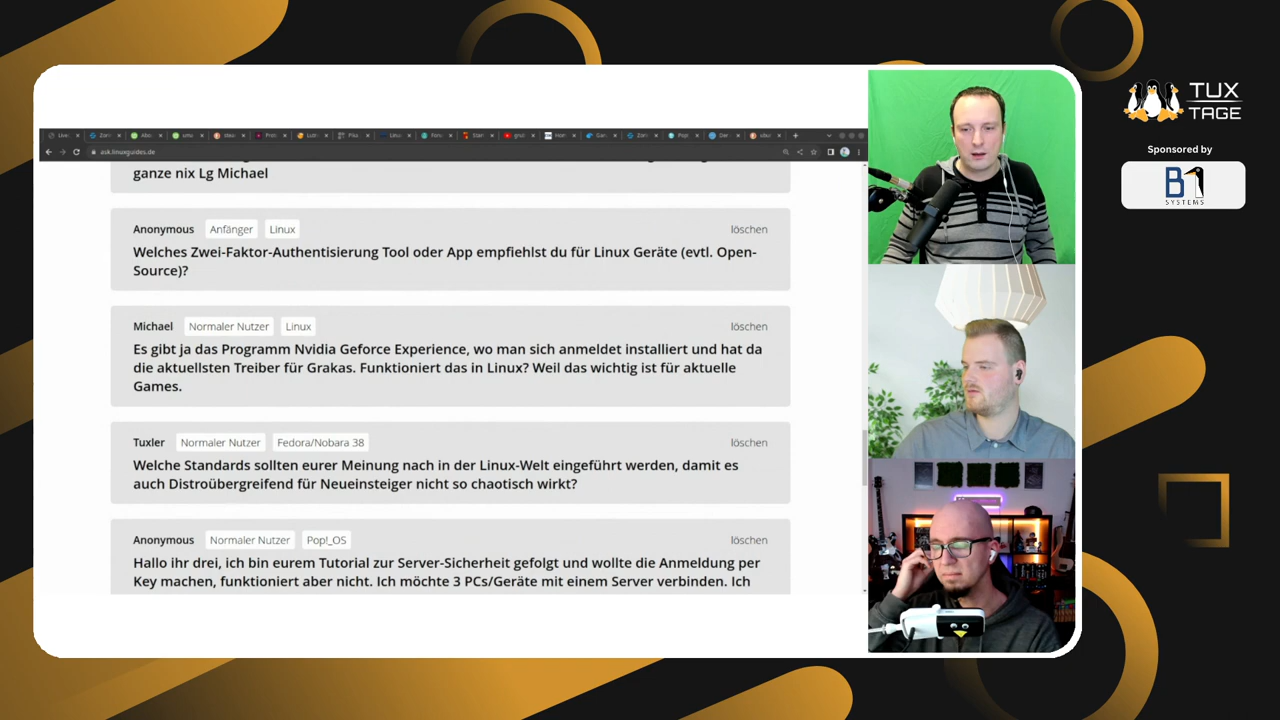 ask.linuxguides.de
ganze nix Lg Michael
Anonymous Anfänger Linux löschen
Welches Zwei-Faktor-Authentisierung Tool oder App empfiehlst du für Linux Geräte (evtl. Open-
Source)?
Michael Normaler Nutzer Linux löschen
Es gibt ja das Programm Nvidia Geforce Experience, wo man sich anmeldet installiert und hat da
die aktuellsten Treiber für Grakas. Funktioniert das in Linux? Weil das wichtig ist für aktuelle
Games.
Tuxler Normaler Nutzer Fedora/Nobara 38 löschen
Welche Standards sollten eurer Meinung nach in der Linux-Welt eingeführt werden, damit es
auch Distroübergreifend für Neueinsteiger nicht so chaotisch wirkt?
Anonymous Normaler Nutzer Pop!_OS löschen
Hallo ihr drei, ich bin eurem Tutorial zur Server-Sicherheit gefolgt und wollte die Anmeldung per
Key machen, funktioniert aber nicht. Ich möchte 3 PCs/Geräte mit einem Server verbinden. Ich
TUX
TAGE
Sponsored by
B1
SYSTEMS